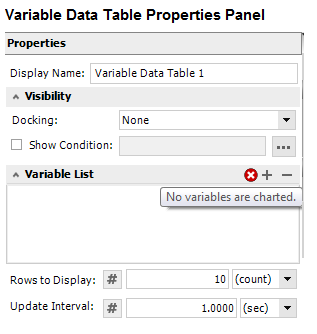 Variable Data Table Properties Panel
Properties
Display Name: Variable Data Table 1
Visibility
Docking: None
Show Condition: ...
Variable List
No variables are charted.
Rows to Display: # 10 (count)
Update Interval: # 1.0000 (sec)